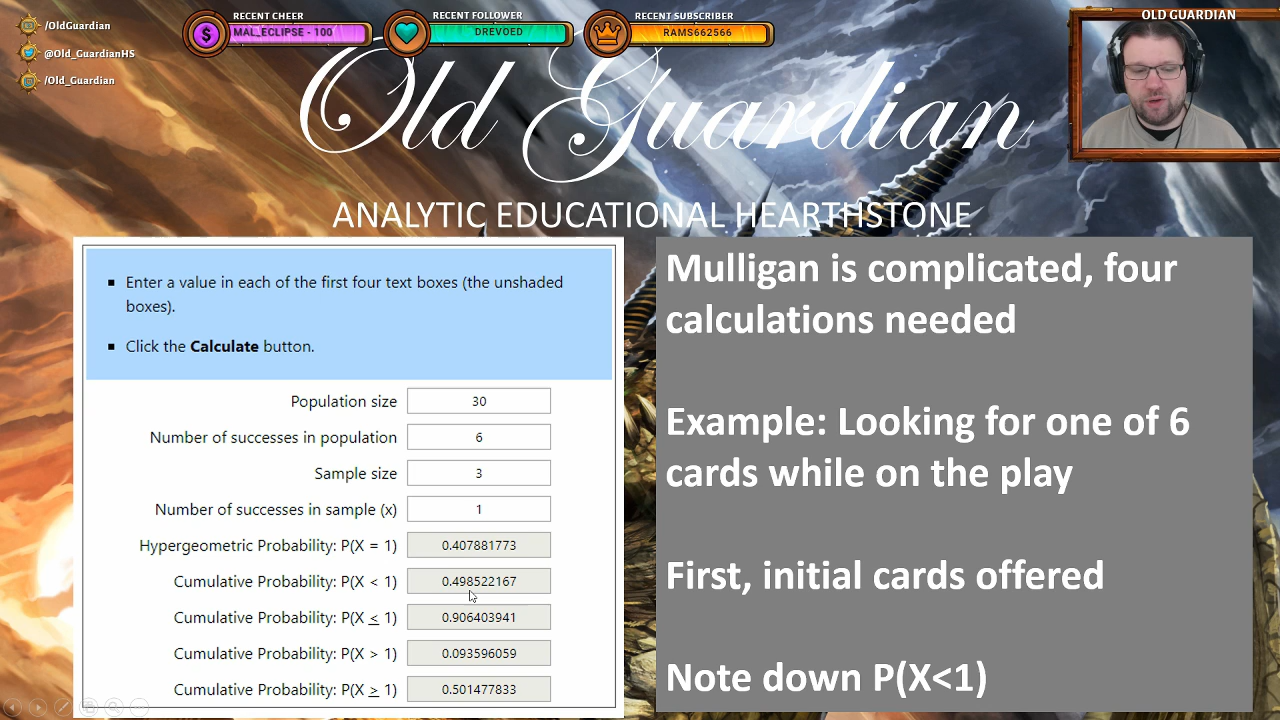 /OldGuardian
@Old_GuardianHS
/Old_Guardian
RECENT CHEER
MAL_ECLIPSE - 100
RECENT FOLLOWER
DREVOED
RECENT SUBSCRIBER
RAMS662566
OLD GUARDIAN
Old Guardian
ANALYTIC EDUCATIONAL HEARTHSTONE
▪ Enter a value in each of the first four text boxes (the unshaded
boxes).
▪ Click the Calculate button.
Population size 30
Number of successes in population 6
Sample size 3
Number of successes in sample (x) 1
Hypergeometric Probability: P(X = 1) 0.407881773
Cumulative Probability: P(X < 1) 0.498522167
Cumulative Probability: P(X ≤ 1) 0.906403941
Cumulative Probability: P(X > 1) 0.093596059
Cumulative Probability: P(X ≥ 1) 0.501477833
Mulligan is complicated, four
calculations needed
Example: Looking for one of 6
cards while on the play
First, initial cards offered
Note down P(X<1)